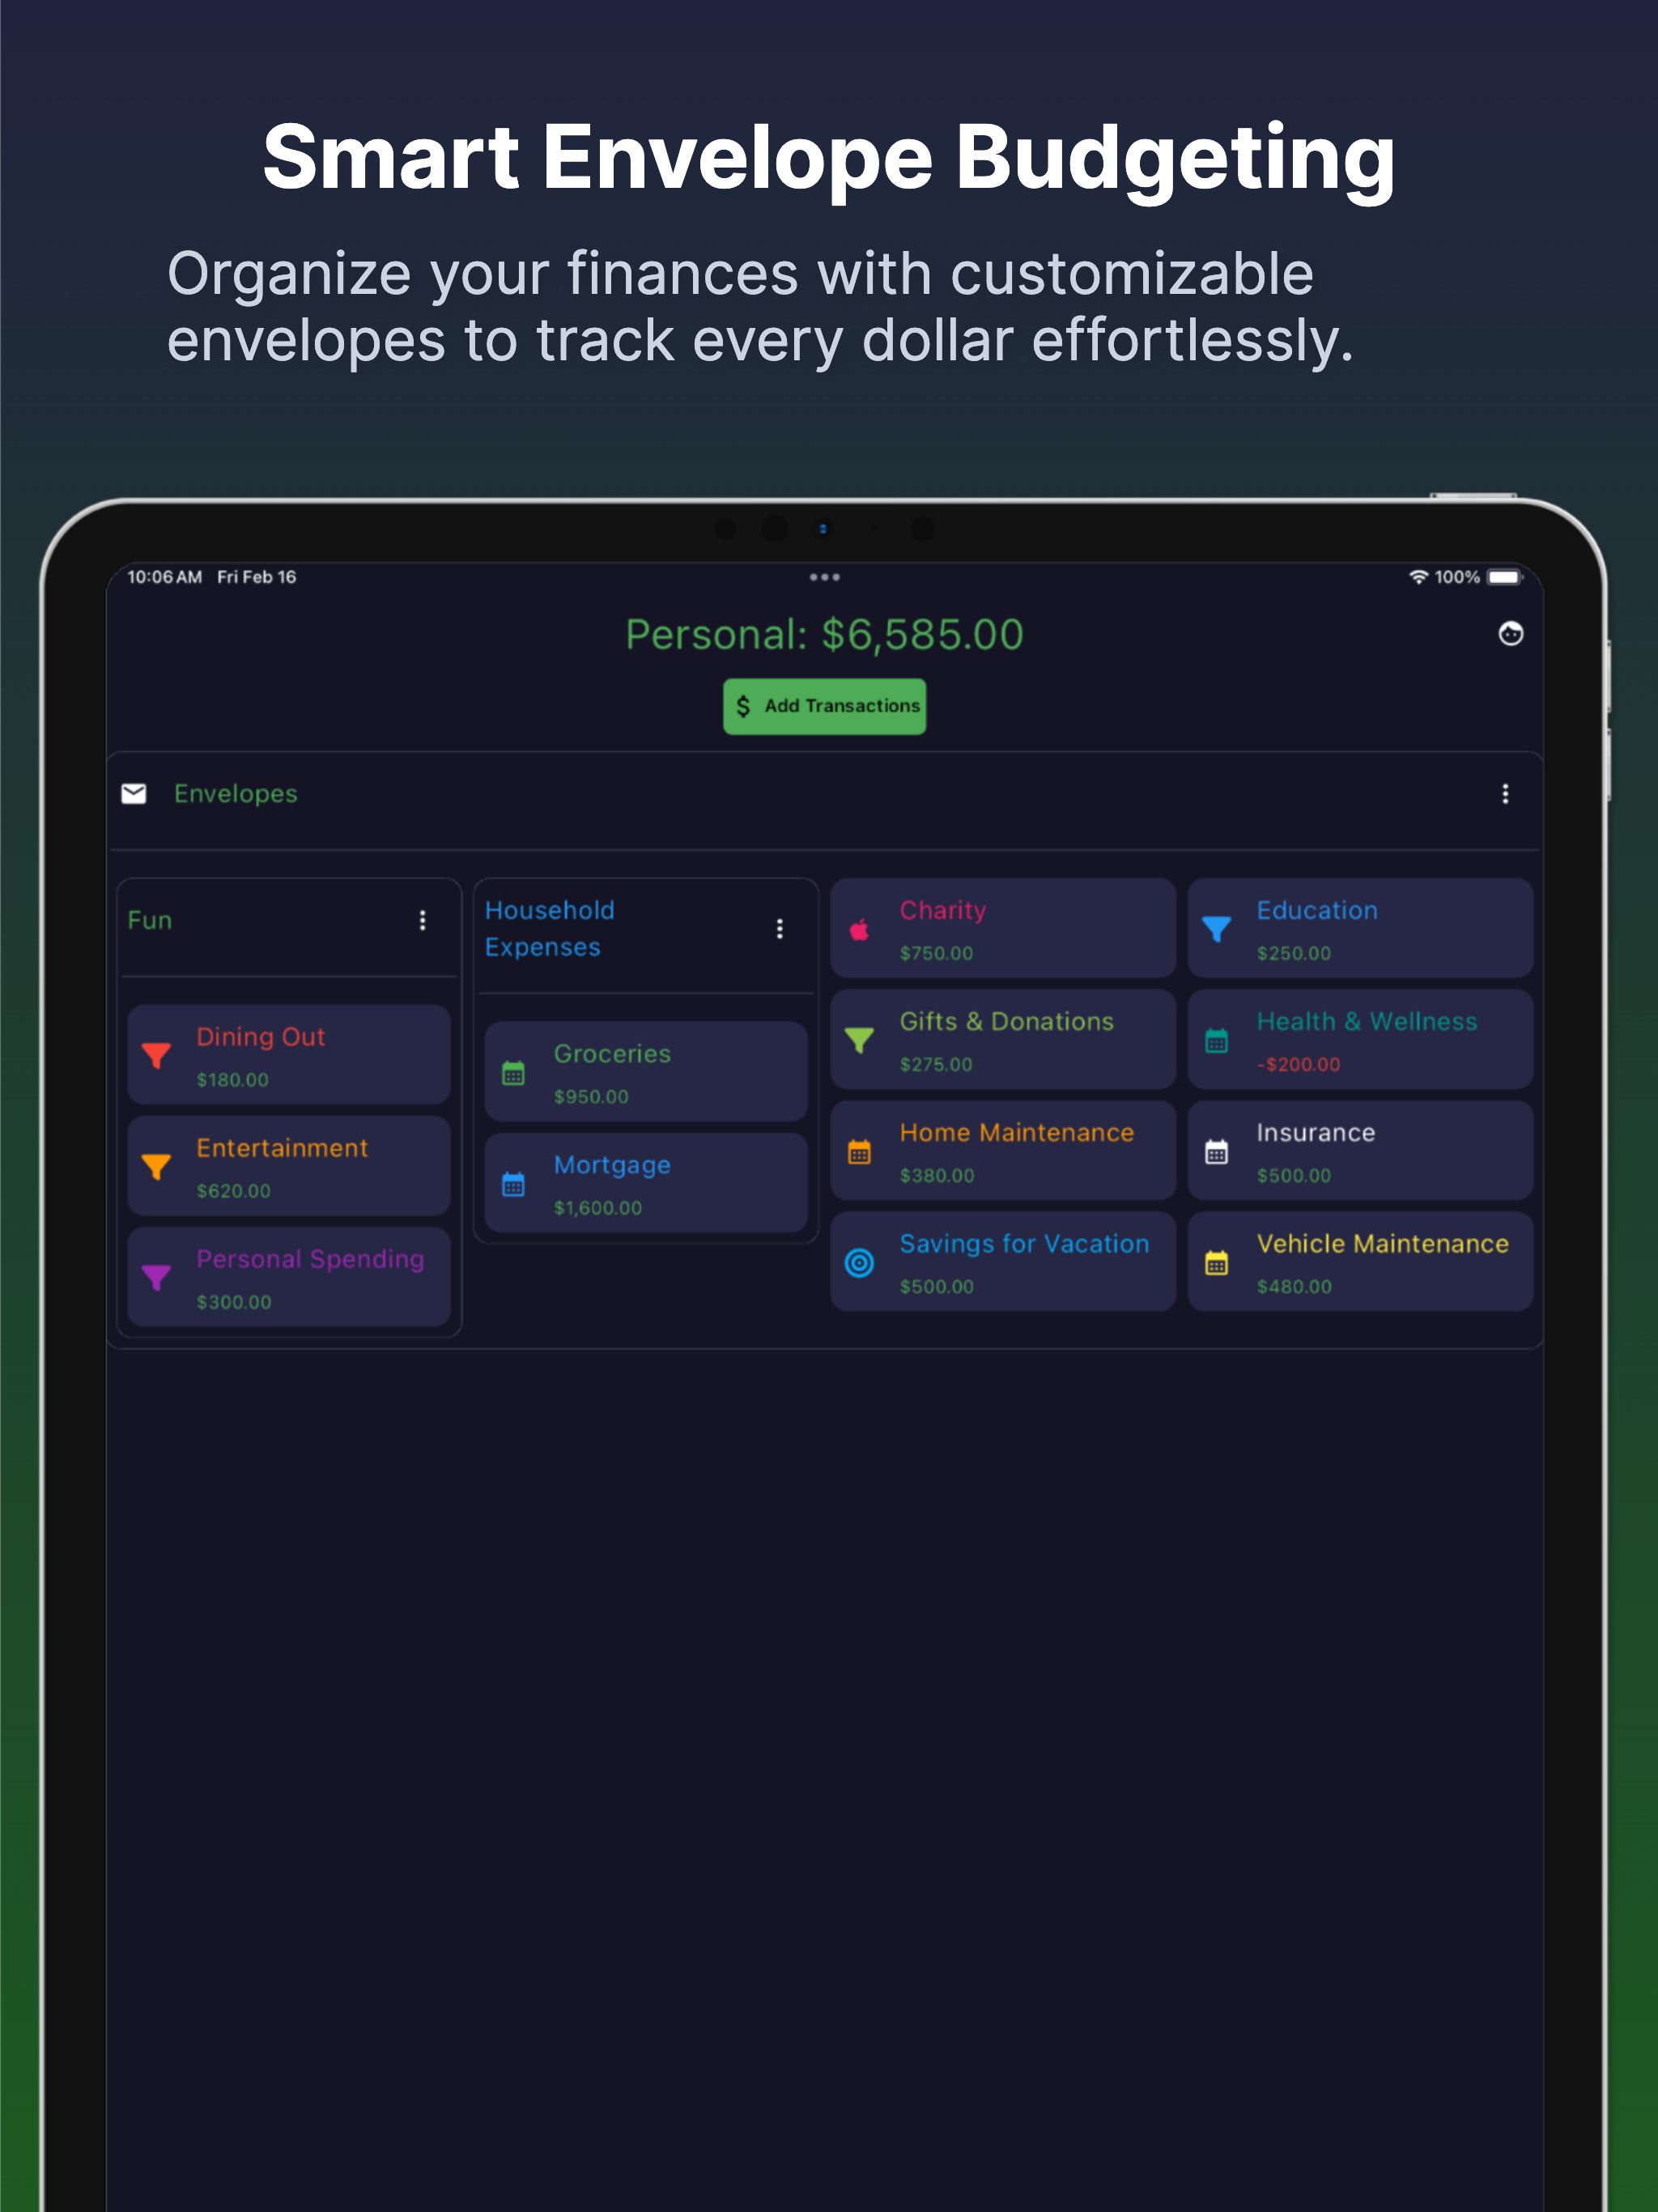 Smart Envelope Budgeting
Organize your finances with customizable
envelopes to track every dollar effortlessly.
10:06 AM Fri Feb 16
100%
Personal: $6,585.00
$ Add Transactions
Envelopes
Fun
Dining Out
$180.00
Entertainment
$620.00
Personal Spending
$300.00
Household
Expenses
Groceries
$950.00
Mortgage
$1,600.00
Charity
$750.00
Education
$250.00
Gifts & Donations
$275.00
Health & Wellness
-$200.00
Home Maintenance
$380.00
Insurance
$500.00
Savings for Vacation
$500.00
Vehicle Maintenance
$480.00